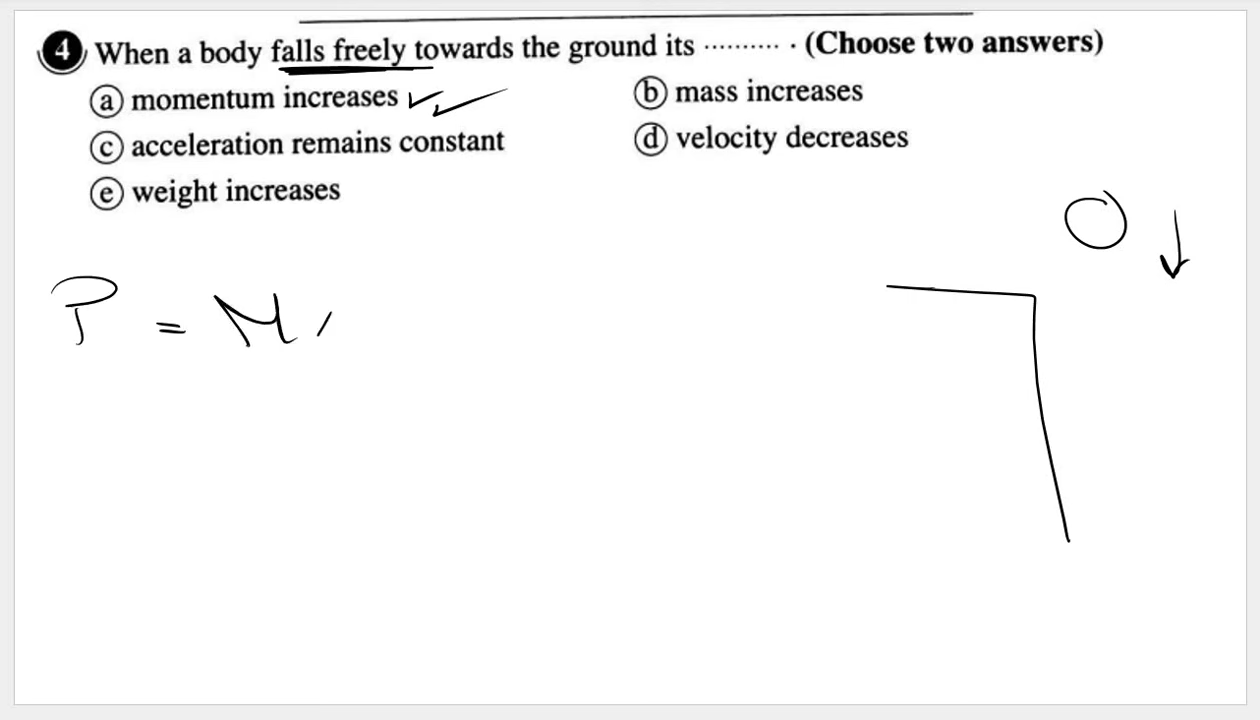 4 When a body falls freely towards the ground its ·········· . (Choose two answers)
ⓐ momentum increases ✓✓
ⓑ mass increases
ⓒ acceleration remains constant
ⓓ velocity decreases
ⓔ weight increases
P = M